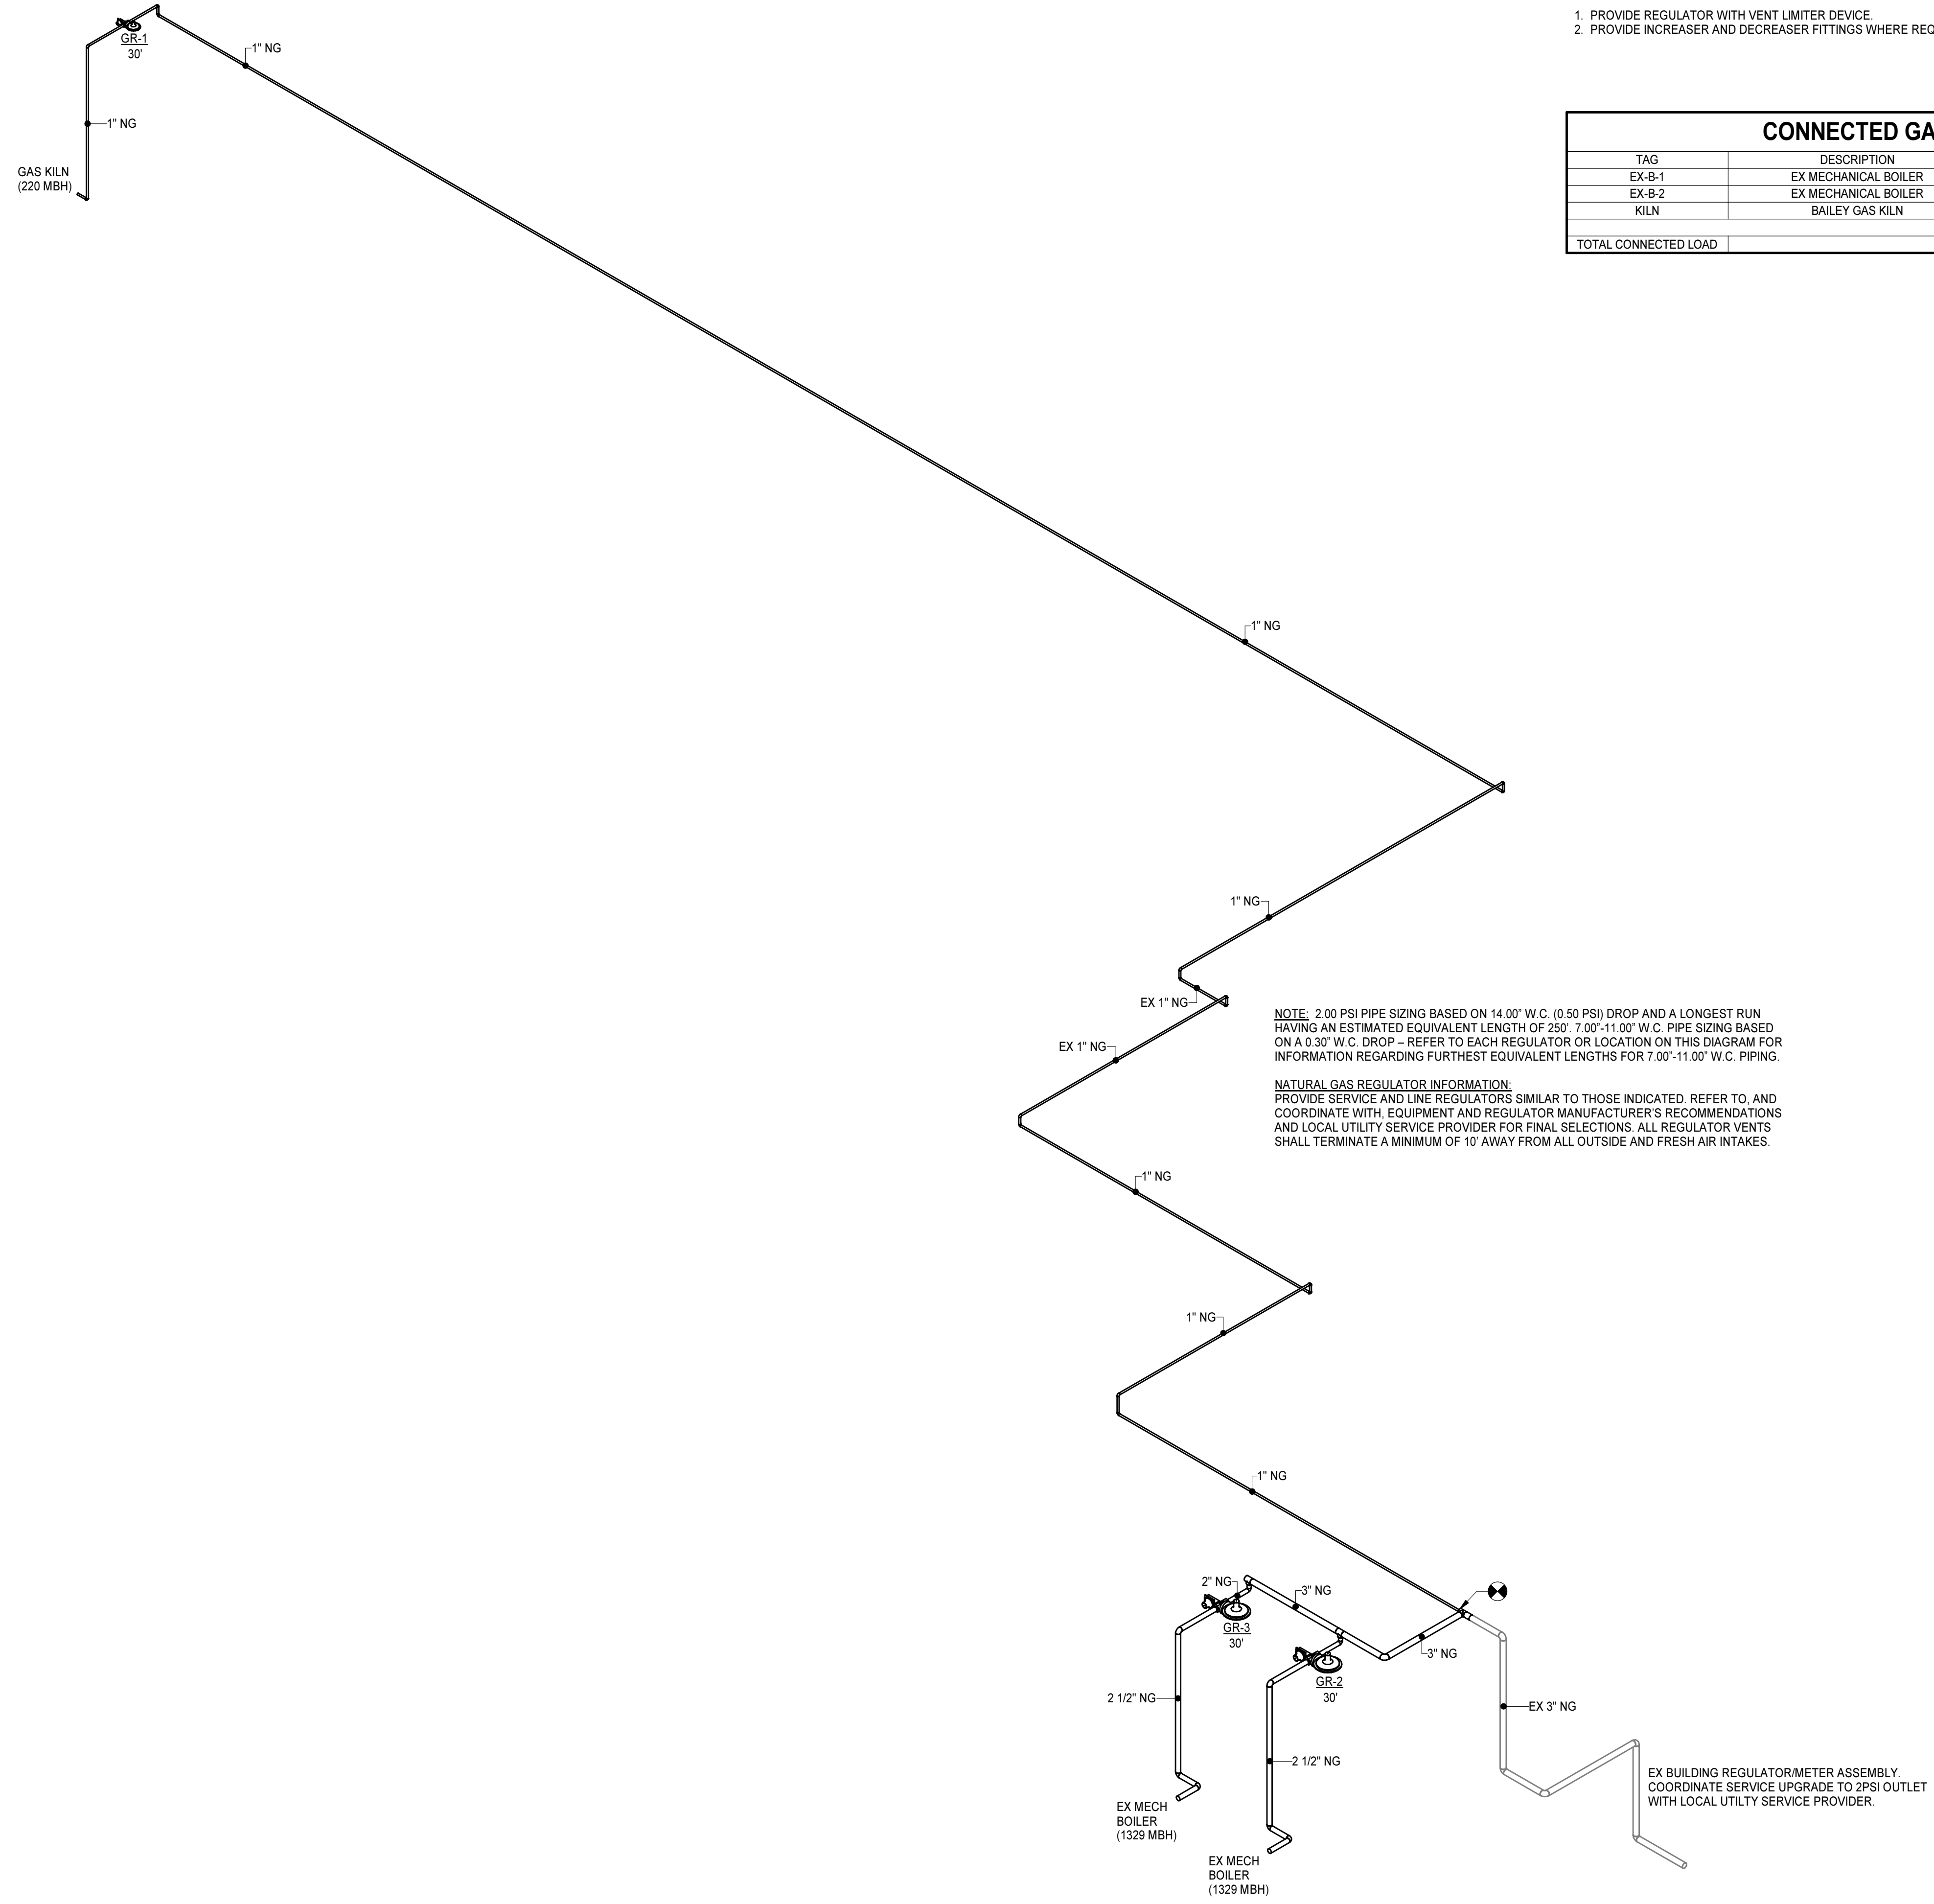 1. PROVIDE REGULATOR WITH VENT LIMITER DEVICE.
2. PROVIDE INCREASER AND DECREASER FITTINGS WHERE
CONNECTED
TAG DESCRIPTION
EX-B-1 EX MECHANICAL BOILER
EX-B-2 EX MECHANICAL BOILER
KILN BAILEY GAS KILN
TOTAL CONNECTED LOAD
GR-1
30'
1" NG
1" NG
GAS KILN
(220 MBH)
1" NG
1" NG
EX 1" NG
EX 1" NG
NOTE: 2.00 PSI PIPE SIZING BASED ON 14.00" W.C. (0.50 PSI) DROP AND A LONGEST RUN
HAVING AN ESTIMATED EQUIVALENT LENGTH OF 250'. 7.00"-11.00" W.C. PIPE SIZING BASED
ON A 0.30" W.C. DROP – REFER TO EACH REGULATOR OR LOCATION ON THIS DIAGRAM FOR
INFORMATION REGARDING FURTHEST EQUIVALENT LENGTHS FOR 7.00"-11.00" W.C. PIPING.
NATURAL GAS REGULATOR INFORMATION:
PROVIDE SERVICE AND LINE REGULATORS SIMILAR TO THOSE INDICATED. REFER TO, AND
COORDINATE WITH, EQUIPMENT AND REGULATOR MANUFACTURER'S RECOMMENDATIONS
AND LOCAL UTILITY SERVICE PROVIDER FOR FINAL SELECTIONS. ALL REGULATOR VENTS
SHALL TERMINATE A MINIMUM OF 10' AWAY FROM ALL OUTSIDE AND FRESH AIR INTAKES.
1" NG
1" NG
1" NG
2" NG
3" NG
GR-3
30'
3" NG
GR-2
30'
2 1/2" NG
EX 3" NG
2 1/2" NG
EX BUILDING REGULATOR/METER ASSEMBLY.
COORDINATE SERVICE UPGRADE TO 2PSI OUTLET
WITH LOCAL UTILTY SERVICE PROVIDER.
EX MECH
BOILER
(1329 MBH)
EX MECH
BOILER
(1329 MBH)